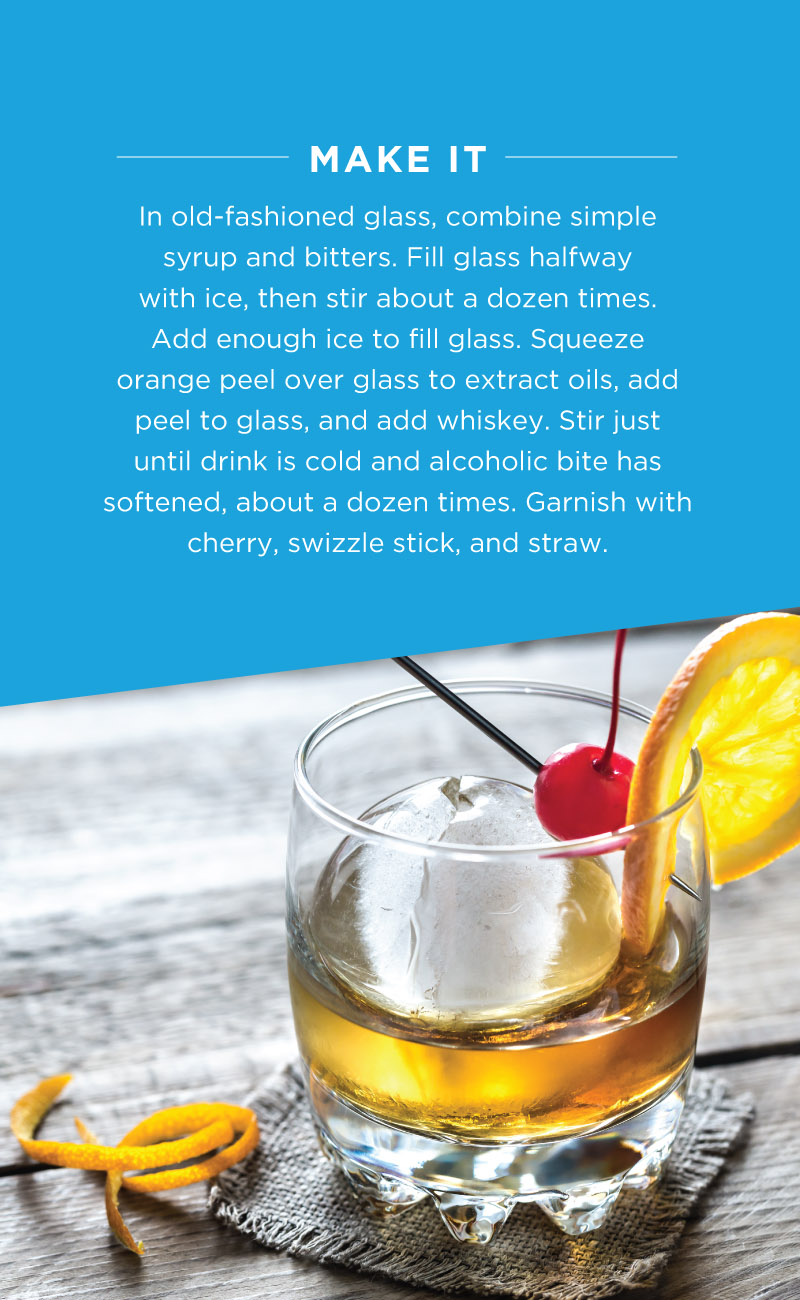 MAKE IT
In old-fashioned glass, combine simple
syrup and bitters. Fill glass halfway
with ice, then stir about a dozen times.
Add enough ice to fill glass. Squeeze
orange peel over glass to extract oils, add
peel to glass, and add whiskey. Stir just
until drink is cold and alcoholic bite has
softened, about a dozen times. Garnish with
cherry, swizzle stick, and straw.